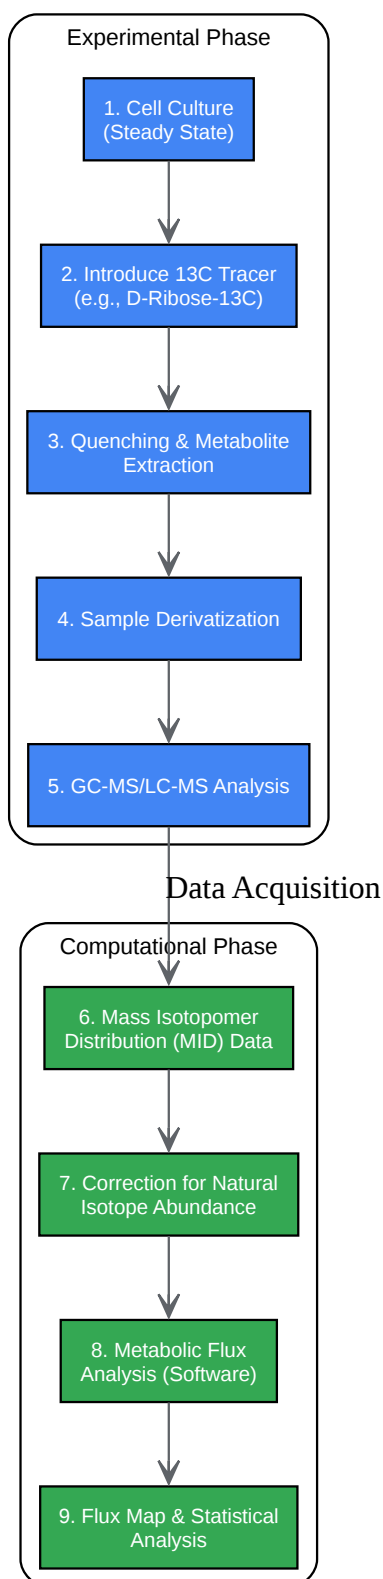 Experimental Phase
1. Cell Culture
(Steady State)
2. Introduce 13C Tracer
(e.g., D-Ribose-13C)
3. Quenching & Metabolite
Extraction
4. Sample Derivatization
5. GC-MS/LC-MS Analysis
Data Acquisition
Computational Phase
6. Mass Isotopomer
Distribution (MID) Data
7. Correction for Natural
Isotope Abundance
8. Metabolic Flux
Analysis (Software)
9. Flux Map & Statistical
Analysis